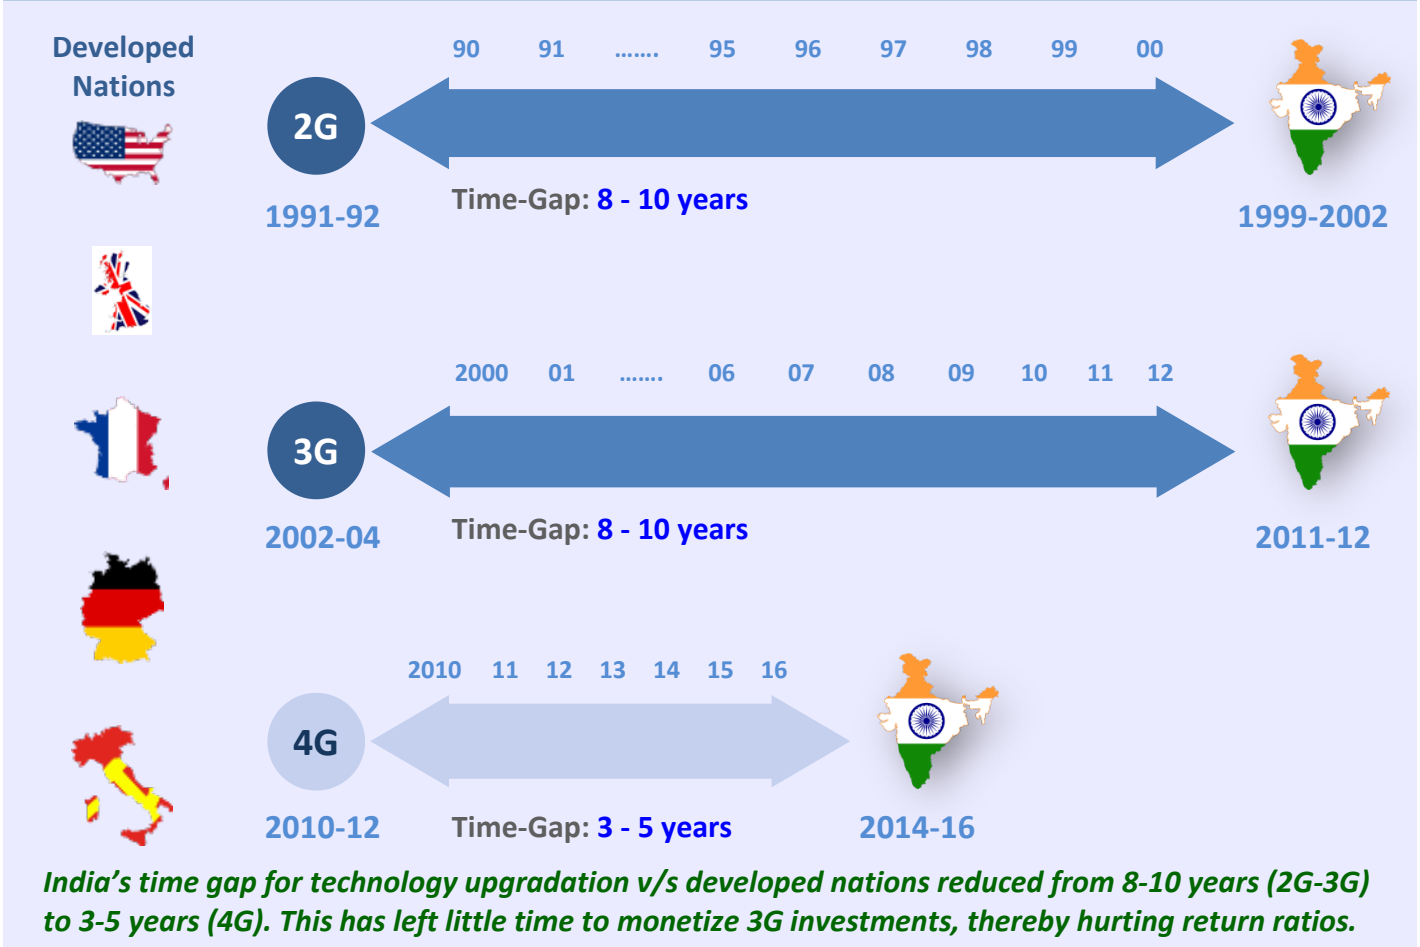 Developed
Nations
90 91 ....... 95 96 97 98 99 00
2G
Time-Gap: 8 - 10 years
1991-92
1999-2002
2000 01 ....... 06 07 08 09 10 11 12
3G
Time-Gap: 8 - 10 years
2002-04
2011-12
2010 11 12 13 14 15 16
4G
2010-12
Time-Gap: 3 - 5 years
2014-16
India’s time gap for technology upgradation v/s developed nations reduced from 8-10 years (2G-3G)
to 3-5 years (4G). This has left little time to monetize 3G investments, thereby hurting return ratios.